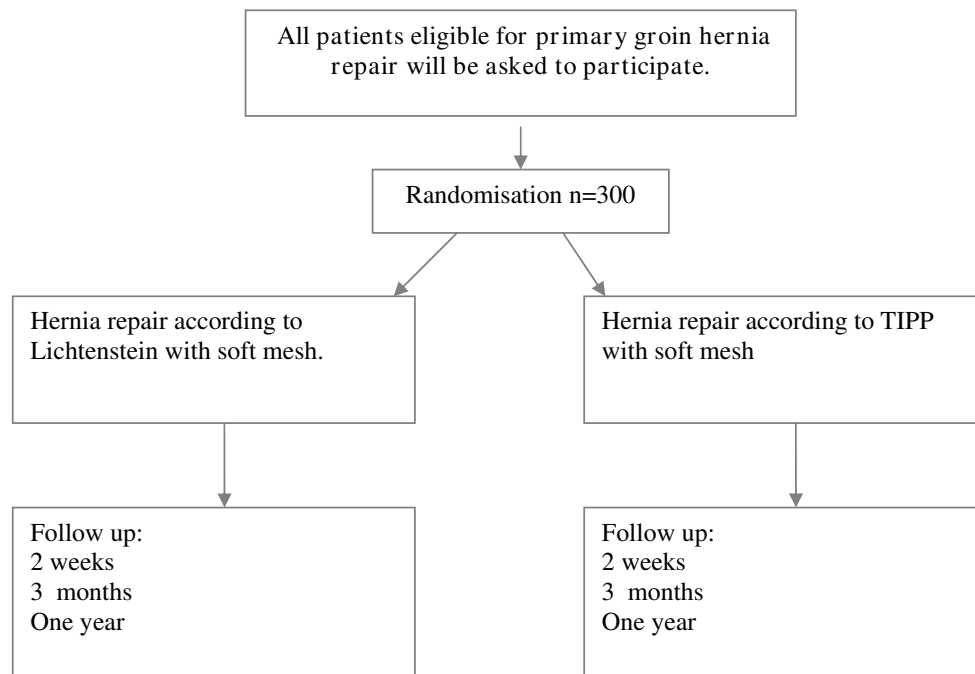 All patients eligible for primary groin hernia
repair will be asked to participate.
Randomisation n=300
Hernia repair according to
Lichtenstein with soft mesh.
Hernia repair according to TIPP
with soft mesh
Follow up:
2 weeks
3 months
One year
Follow up:
2 weeks
3 months
One year